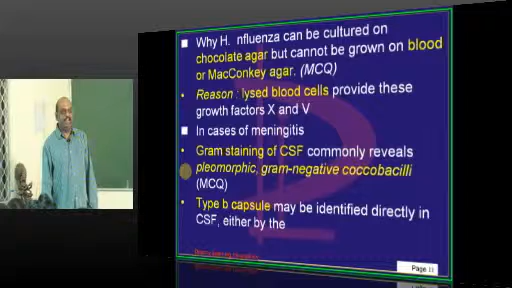 Why H. nfluenza can be cultured on
chocolate agar but cannot be grown on blood
or MacConkey agar. (MCQ)
Reason : lysed blood cells provide these
growth factors X and V
In cases of meningitis
Gram staining of CSF commonly reveals
pleomorphic, gram-negative coccobacilli
(MCQ)
Type b capsule may be identified directly in
CSF, either by the
Page 11